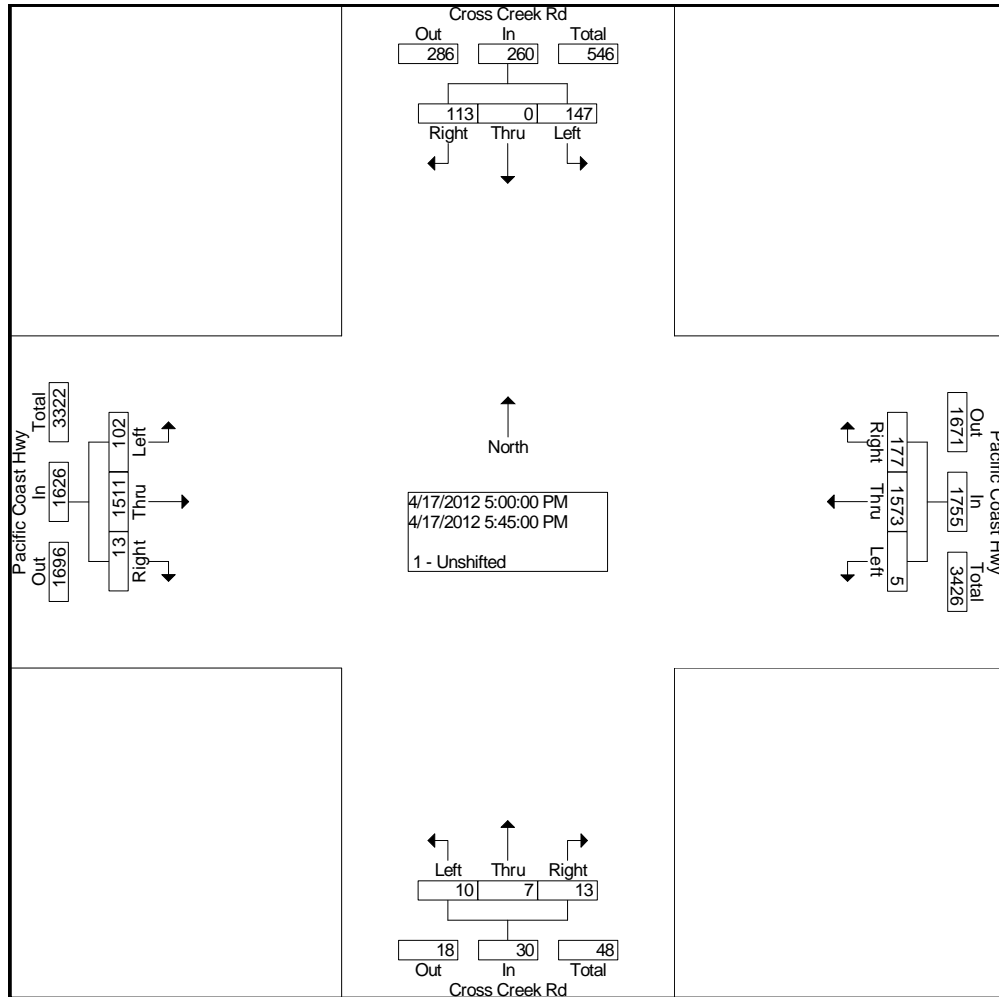 Cross Creek Rd
Out In Total
286 260 546
113 0 147
Right Thru Left
Pacific Coast Hwy
Total In Out
3322 1626 1696
102 1511 13
Left Thru Right
North
4/17/2012 5:00:00 PM
4/17/2012 5:45:00 PM
1 - Unshifted
Right Thru Left
177 1573 5
Out In Total
1671 1755 3426
Pacific Coast Hwy
Left Thru Right
10 7 13
18 30 48
Out In Total
Cross Creek Rd